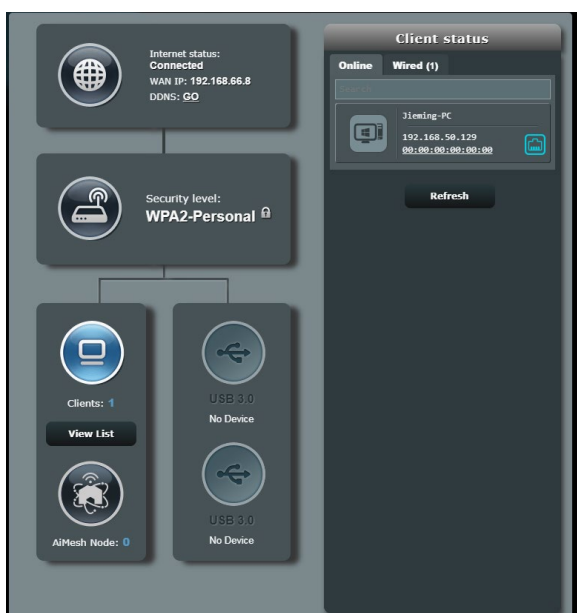 Internet status:
Connected
WAN IP: 192.168.66.8
DDNS: GO
Security level:
WPA2-Personal
Clients: 1
View List
AiMesh Node: 0
USB 3.0
No Device
USB 3.0
No Device
Client status
Online Wired (1)
Search
Jieming-PC
192.168.50.129
00:00:00:00:00:00
Refresh